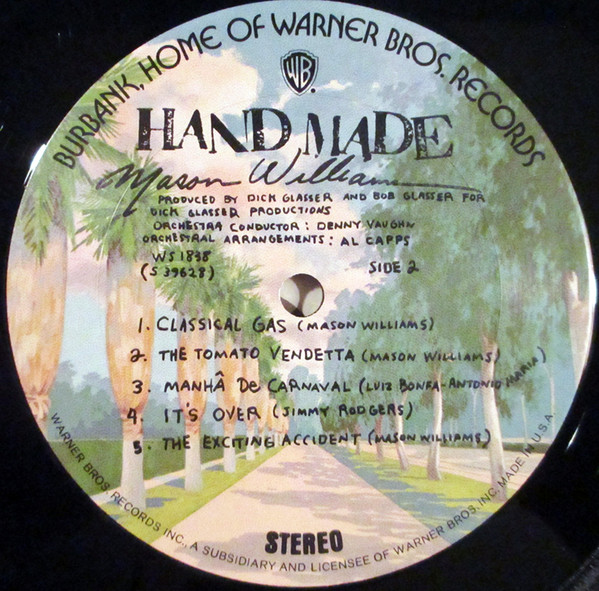 BURBANK, HOME OF WARNER BROS. RECORDS
WB
HAND MADE
Mason Williams
PRODUCED BY DICK GLASSER AND BOB GLASSER FOR
DICK GLASSER PRODUCTIONS
ORCHESTRA CONDUCTOR : DENNY VAUGHN
ORCHESTRAL ARRANGEMENTS : AL CAPPS
WS 1838
(S 39628)
SIDE 2
1. CLASSICAL GAS (MASON WILLIAMS)
2. THE TOMATO VENDETTA (MASON WILLIAMS)
3. MANHÂ De CARNAVAL (LUIZ BONFA-ANTONIO MARIA)
4. IT'S OVER (JIMMY RODGERS)
5. THE EXCITING ACCIDENT (MASON WILLIAMS)
STEREO
WARNER BROS. RECORDS INC., A SUBSIDIARY AND LICENSEE OF WARNER BROS. INC. MADE IN U.S.A.